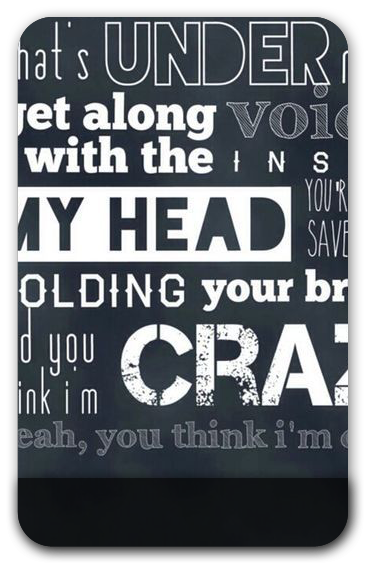 hat's UNDER
get along voic
with the INS
MY HEAD YOU'R
SAVE
OLDING your br
d you
ink i'm CRAZ
eah, you think i'm c